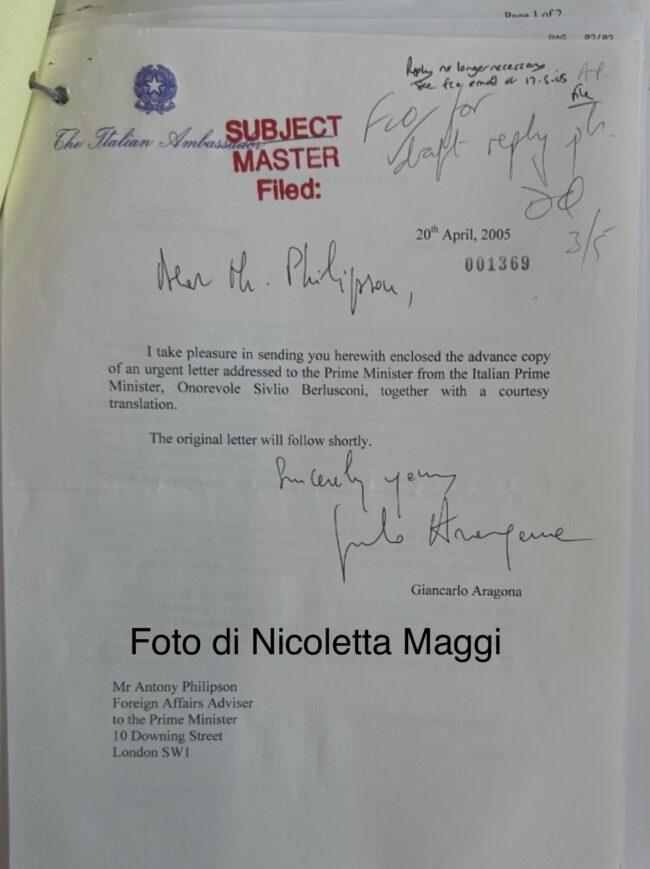 Page 1 of 2
PAG 02/02
Reply no longer necessary
See fco email of 17.5.05
A.P.
file
FCO for
draft reply pl.
3/5
The Italian Ambassador
SUBJECT
MASTER
Filed:
20th April, 2005
001369
Dear Mr. Philipson,
I take pleasure in sending you herewith enclosed the advance copy
of an urgent letter addressed to the Prime Minister from the Italian Prime
Minister, Onorevole Sivlio Berlusconi, together with a courtesy
translation.
The original letter will follow shortly.
Sincerely yours
Giancarlo Aragona
Foto di Nicoletta Maggi
Mr Antony Philipson
Foreign Affairs Adviser
to the Prime Minister
10 Downing Street
London SW1